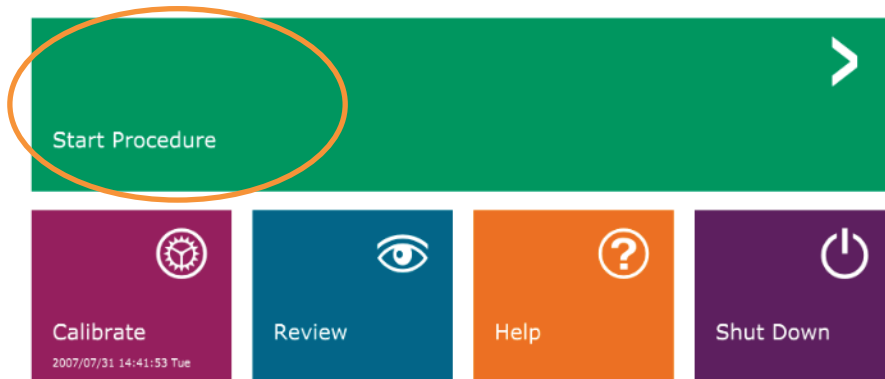 Start Procedure
Calibrate
2007/07/31 14:41:53 Tue
Review
Help
Shut Down